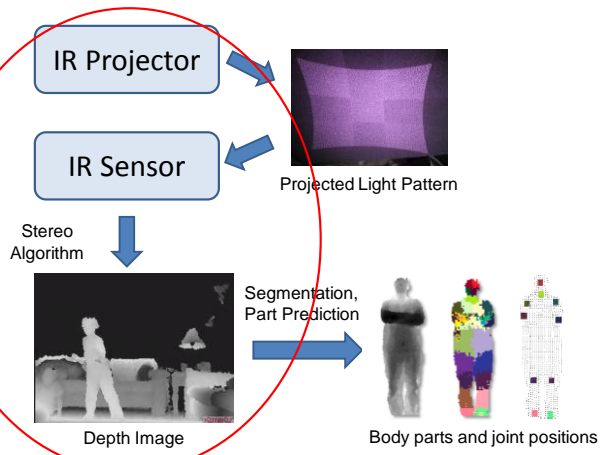 IR Projector
IR Sensor
Projected Light Pattern
Stereo
Algorithm
Segmentation,
Part Prediction
Depth Image
Body parts and joint positions